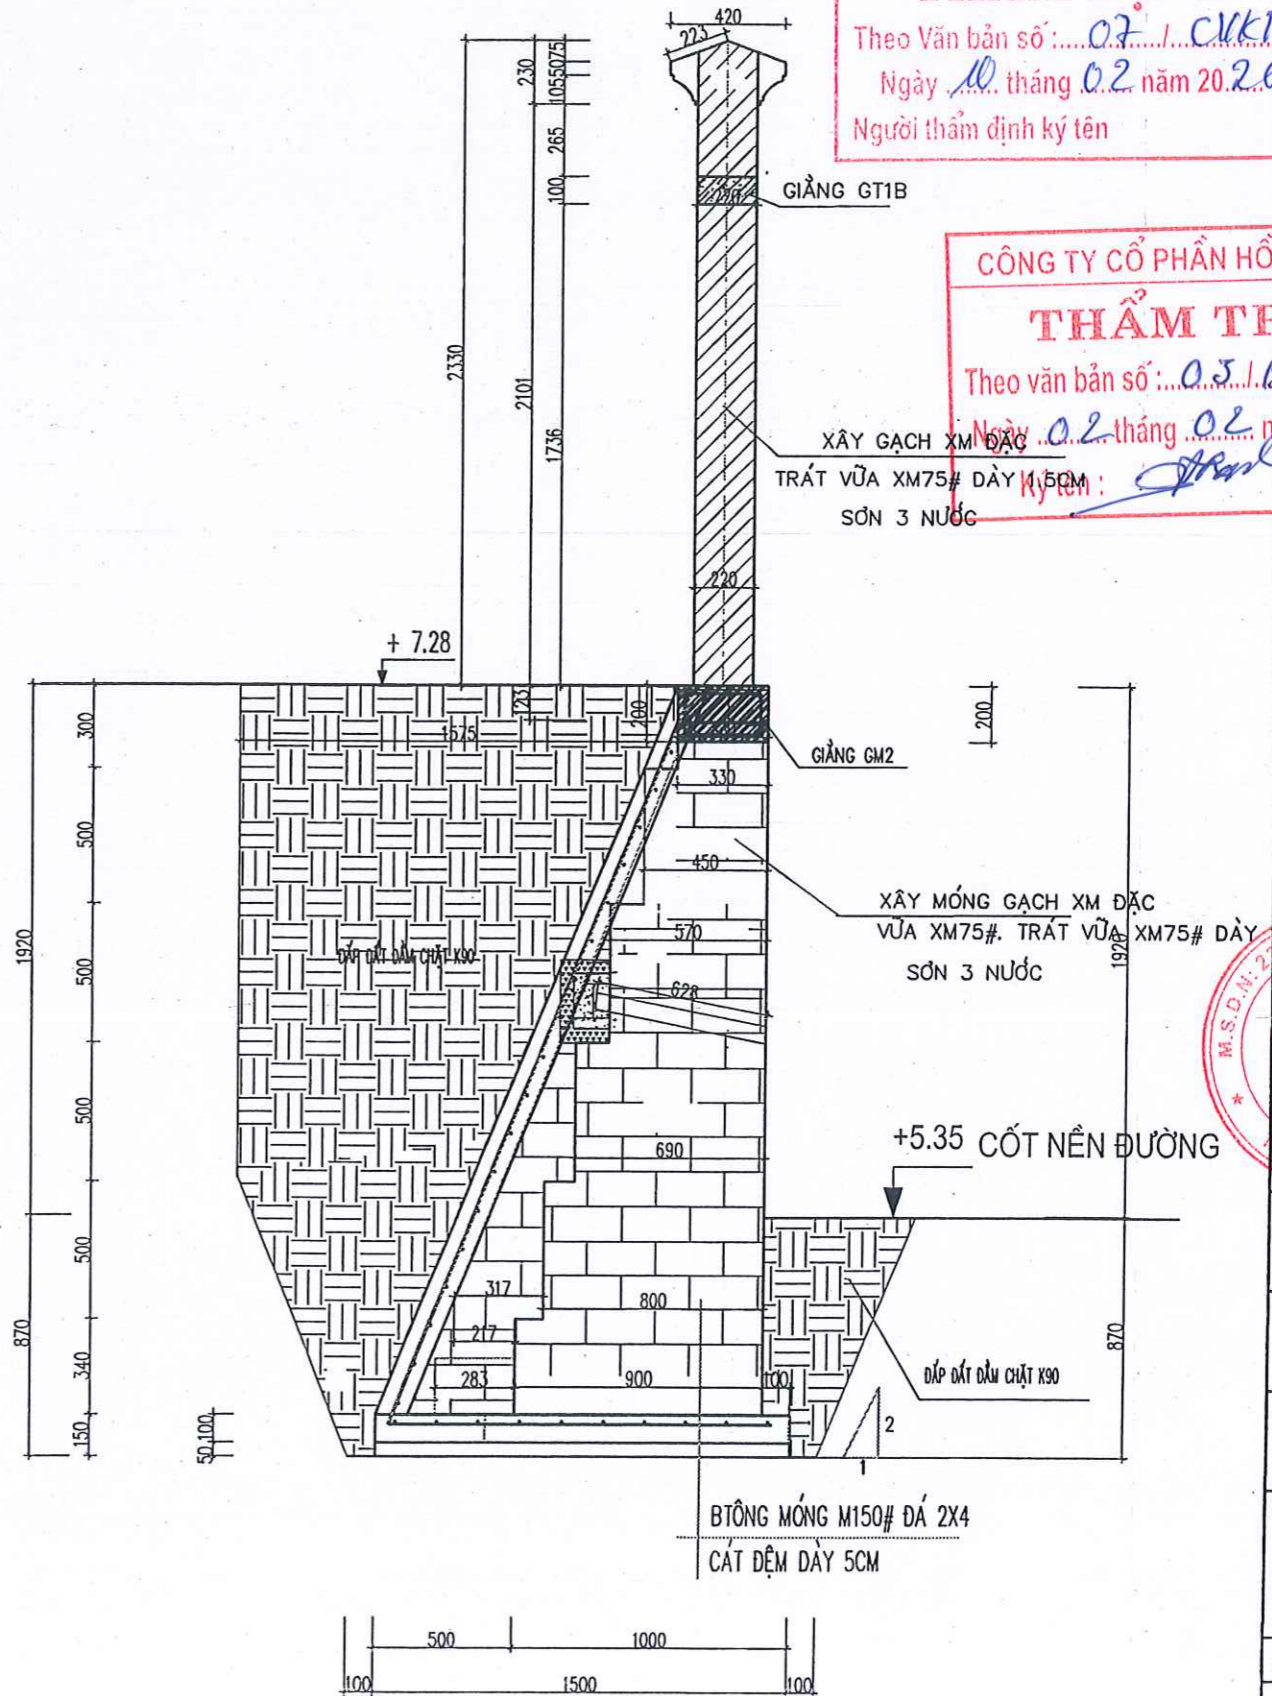 Theo Văn bản số : 07 /
Ngày 10 tháng 02 năm 20
Người thẩm định ký tên
CÔNG TY CỔ PHẦN
THẨM
Theo văn bản số : 03 /
Ngày 02 tháng 02
Ký tên :
420
223
75
50
55
10
230
265
100
220
GIẰNG GT1B
2330
2101
1736
XÂY GẠCH XM ĐẶC
TRÁT VỮA XM75# DÀY 1,5CM
SƠN 3 NƯỚC
220
+ 7.28
300
123
200
200
1575
GIẰNG GM2
330
500
450
XÂY MÓNG GẠCH XM ĐẶC
VỮA XM75#. TRÁT VỮA XM75# DÀY
SƠN 3 NƯỚC
1920
500
ĐẮP ĐẤT ĐẦM CHẶT K90
570
1920
628
M.S.D.N:
500
690
+5.35 CỐT NỀN ĐƯỜNG
500
317
800
217
870
340
870
283
900
100
ĐẮP ĐẤT ĐẦM CHẶT K90
150
50
100
2
1
BTÔNG MÓNG M150# ĐÁ 2X4
CÁT ĐỆM DÀY 5CM
500
1000
100
1500
100